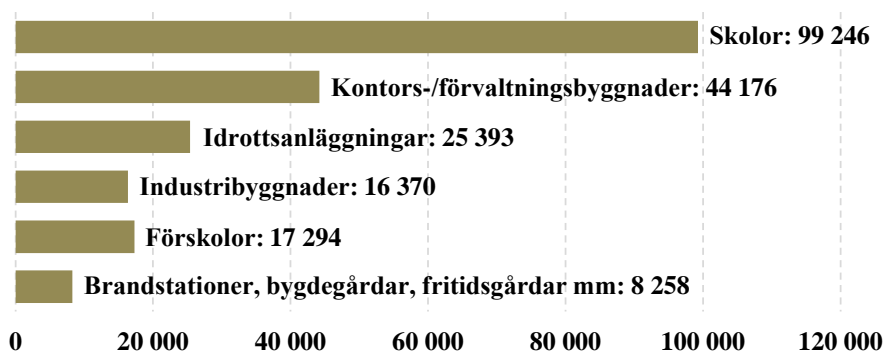 Skolor: 99 246
Kontors-/förvaltningsbyggnader: 44 176
Idrottsanläggningar: 25 393
Industribyggnader: 16 370
Förskolor: 17 294
Brandstationer, bygdegårdar, fritidsgårdar mm: 8 258
0 20 000 40 000 60 000 80 000 100 000 120 000